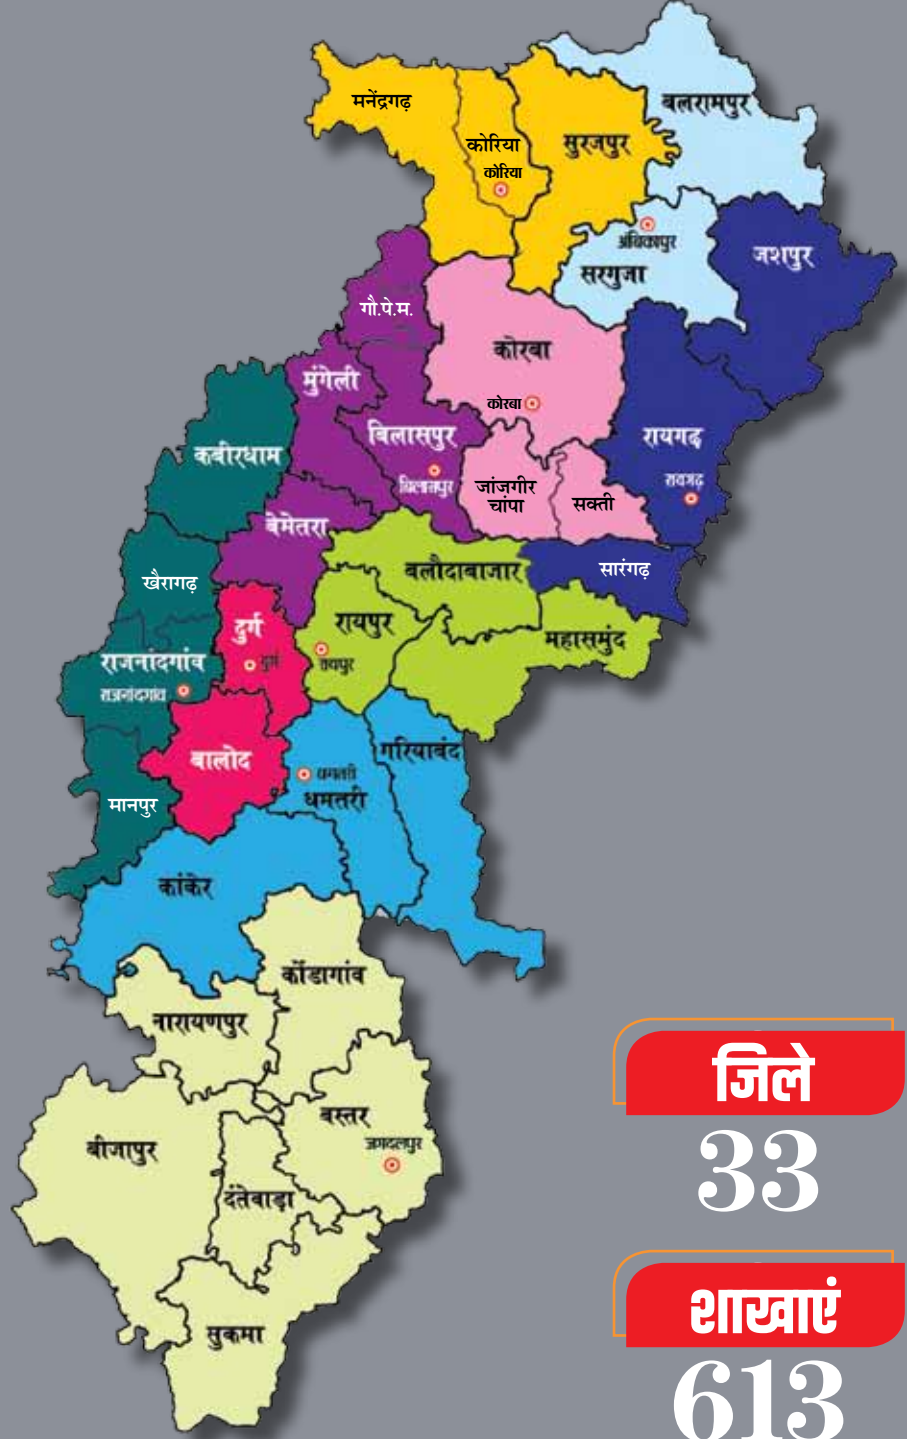 मनेंद्रगढ़
कोरिया
कोरिया
सुरजपुर
बलरामपुर
अंबिकापुर
सरगुजा
जशपुर
गौ.पे.म.
कोरबा
कोरबा
मुंगेली
बिलासपुर
बिलासपुर
कबीरधाम
जांजगीर
चांपा
सक्ती
रायगढ
रायगढ़
बेमेतरा
खैरागढ़
बलौदाबाजार
सारंगढ़
दुर्ग
दुर्ग
रायपुर
रायपुर
महासमुंद
राजनांदगांव
राजनांदगांव
बालोद
गरियाबंद
धमतरी
धमतरी
मानपुर
कांकेर
कोंडागांव
नारायणपुर
बस्तर
जगदलपुर
बीजापुर
दंतेवाड़ा
सुकमा
जिले
33
शाखाएं
613